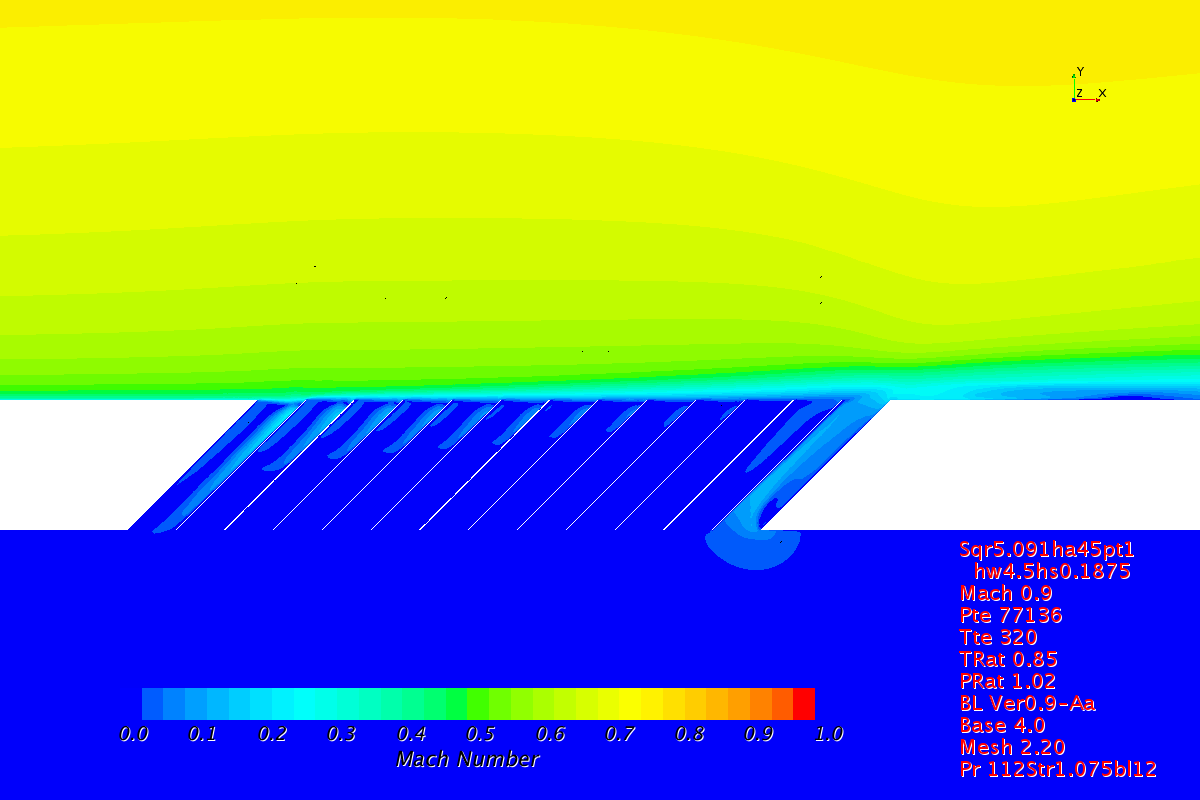 Y
Z X
Sqr5.091ha45pt1
hw4.5hs0.1875
Mach 0.9
Pte 77136
Tte 320
TRat 0.85
PRat 1.02
BL Ver0.9-Aa
Base 4.0
Mesh 2.20
Pr 112Str1.075bl12
0.0 0.1 0.2 0.3 0.4 0.5 0.6 0.7 0.8 0.9 1.0
Mach Number